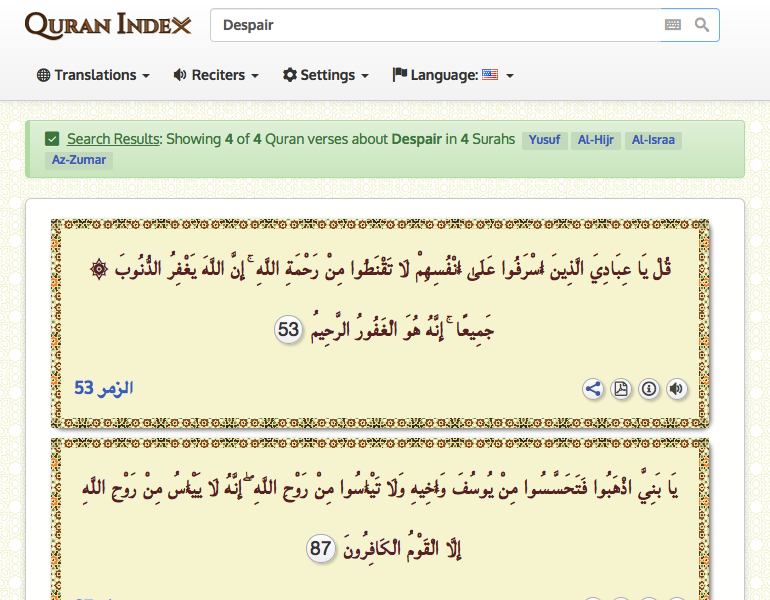 QURAN INDEX
Despair
Translations
Reciters
Settings
Language:
Search Results: Showing 4 of 4 Quran verses about Despair in 4 Surahs Yusuf Al-Hijr Al-Israa
Az-Zumar
۞ قُلْ يَا عِبَادِيَ الَّذِينَ أَسْرَفُوا عَلَىٰ أَنْفُسِهِمْ لَا تَقْنَطُوا مِنْ رَحْمَةِ اللَّهِ ۚ إِنَّ اللَّهَ يَغْفِرُ الذُّنُوبَ
جَمِيعًا ۚ إِنَّهُ هُوَ الْغَفُورُ الرَّحِيمُ 53
الزمر 53
يَا بَنِيَّ اذْهَبُوا فَتَحَسَّسُوا مِنْ يُوسُفَ وَأَخِيهِ وَلَا تَيْأَسُوا مِنْ رَوْحِ اللَّهِ ۖ إِنَّهُ لَا يَيْأَسُ مِنْ رَوْحِ اللَّهِ
إِلَّا الْقَوْمُ الْكَافِرُونَ 87